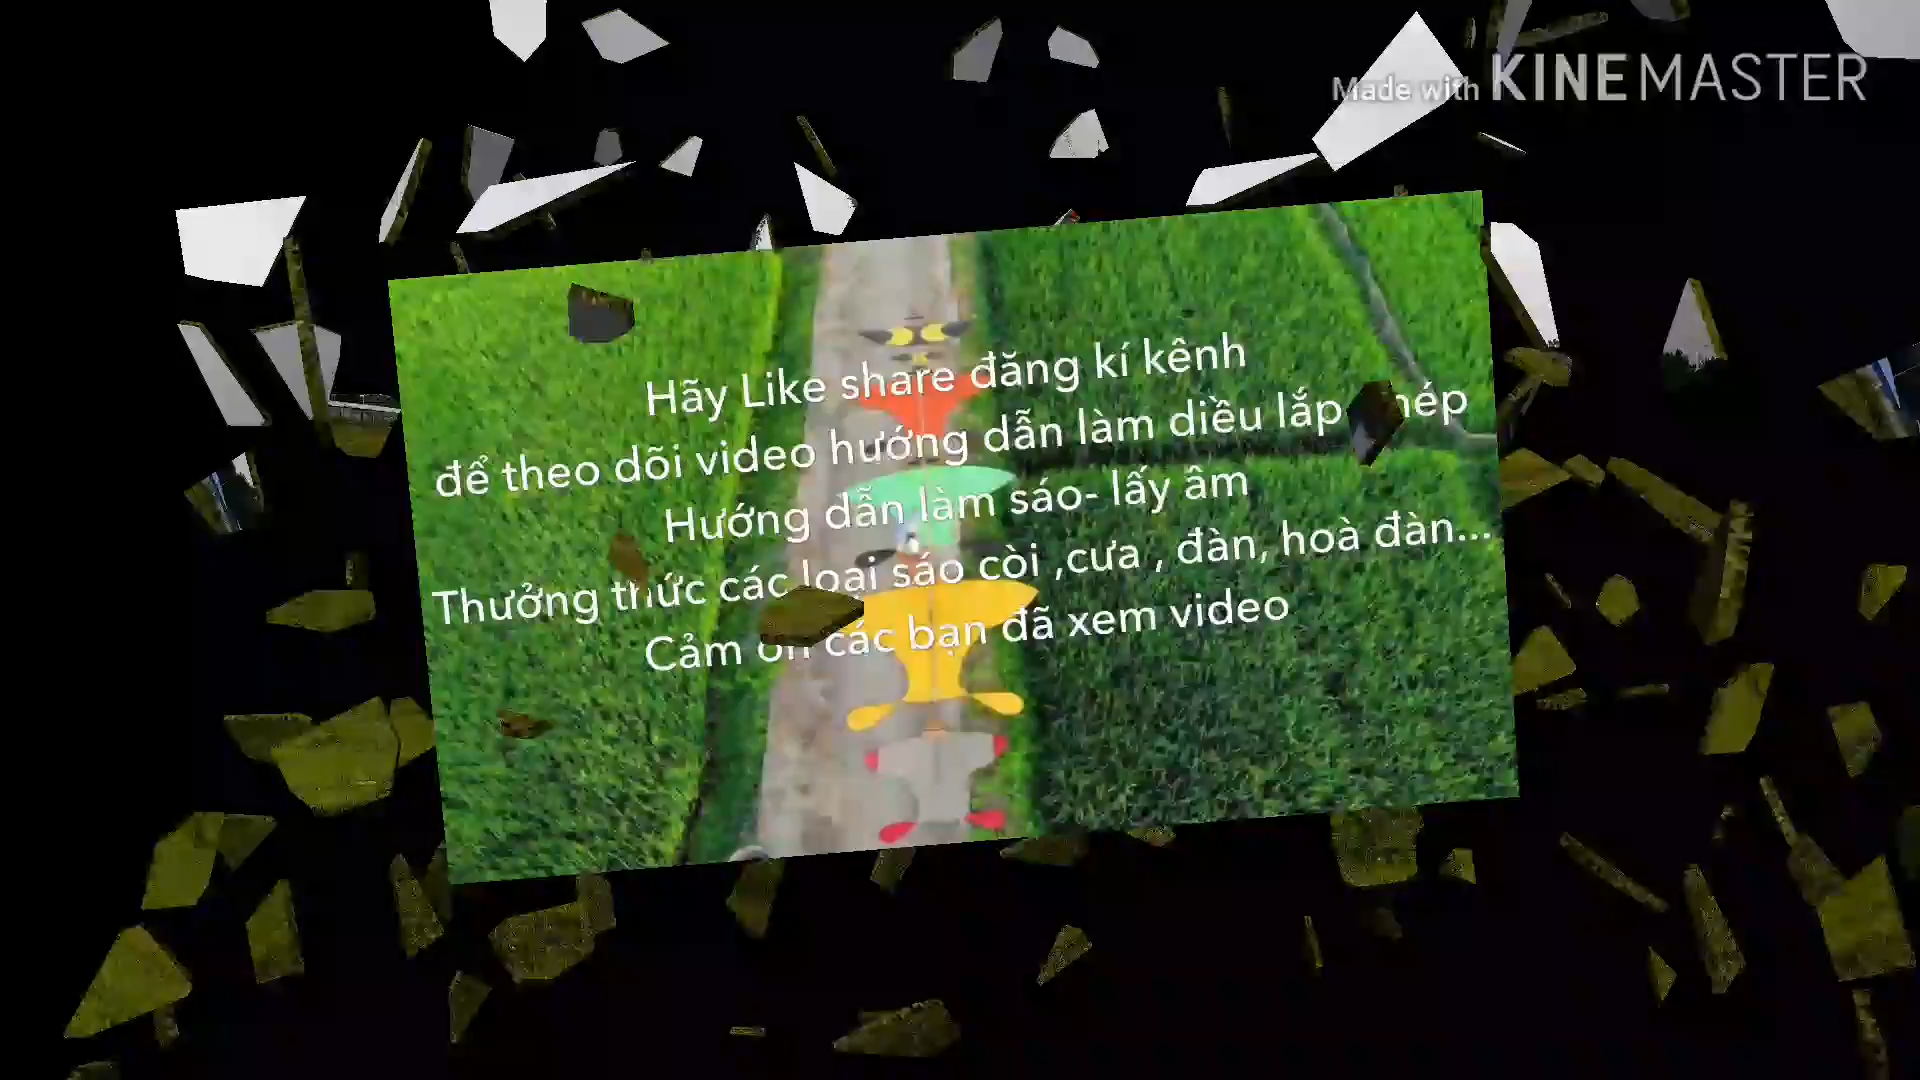 Made with KINEMASTER
Hãy Like share đăng kí kênh
để theo dõi video hướng dẫn làm diều lắp
Hướng dẫn làm sáo- lấy âm
Thưởng thức các loại sáo còi ,cưa , đàn, hoà đàn...
Cảm các bạn đã xem video